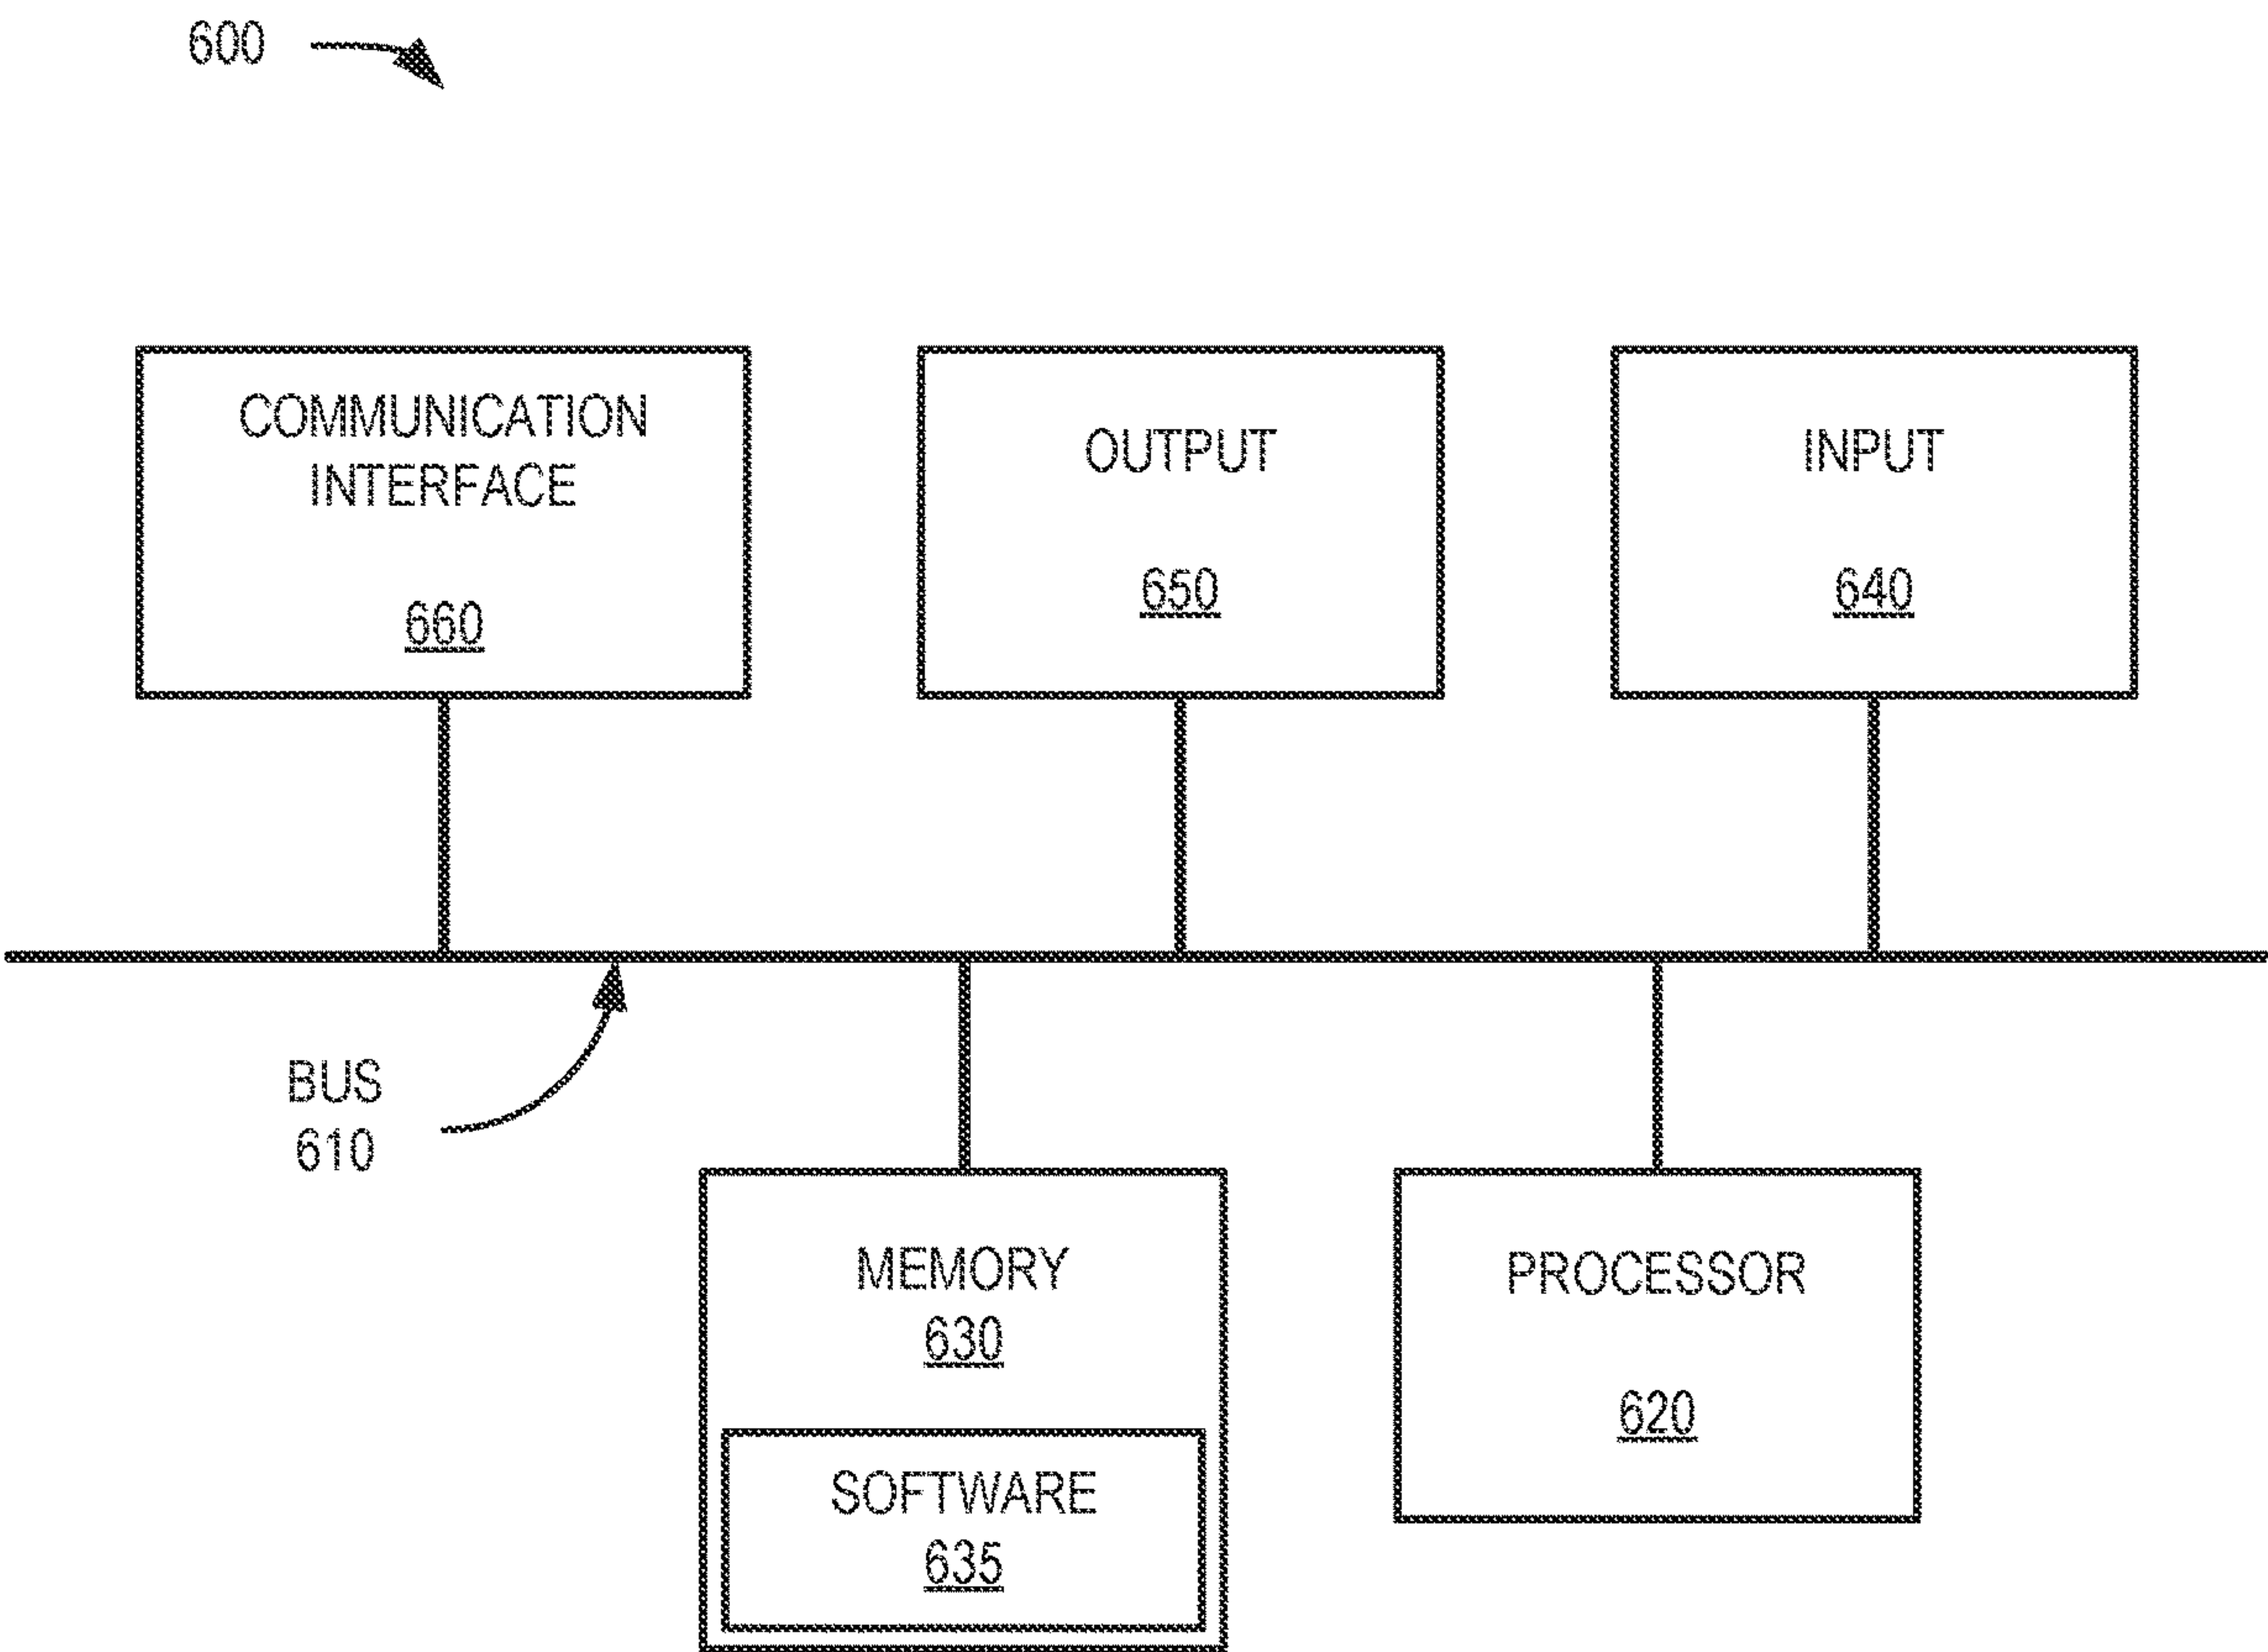 600
COMMUNICATION
INTERFACE
660
OUTPUT
650
INPUT
640
BUS
610
MEMORY
630
SOFTWARE
635
PROCESSOR
620